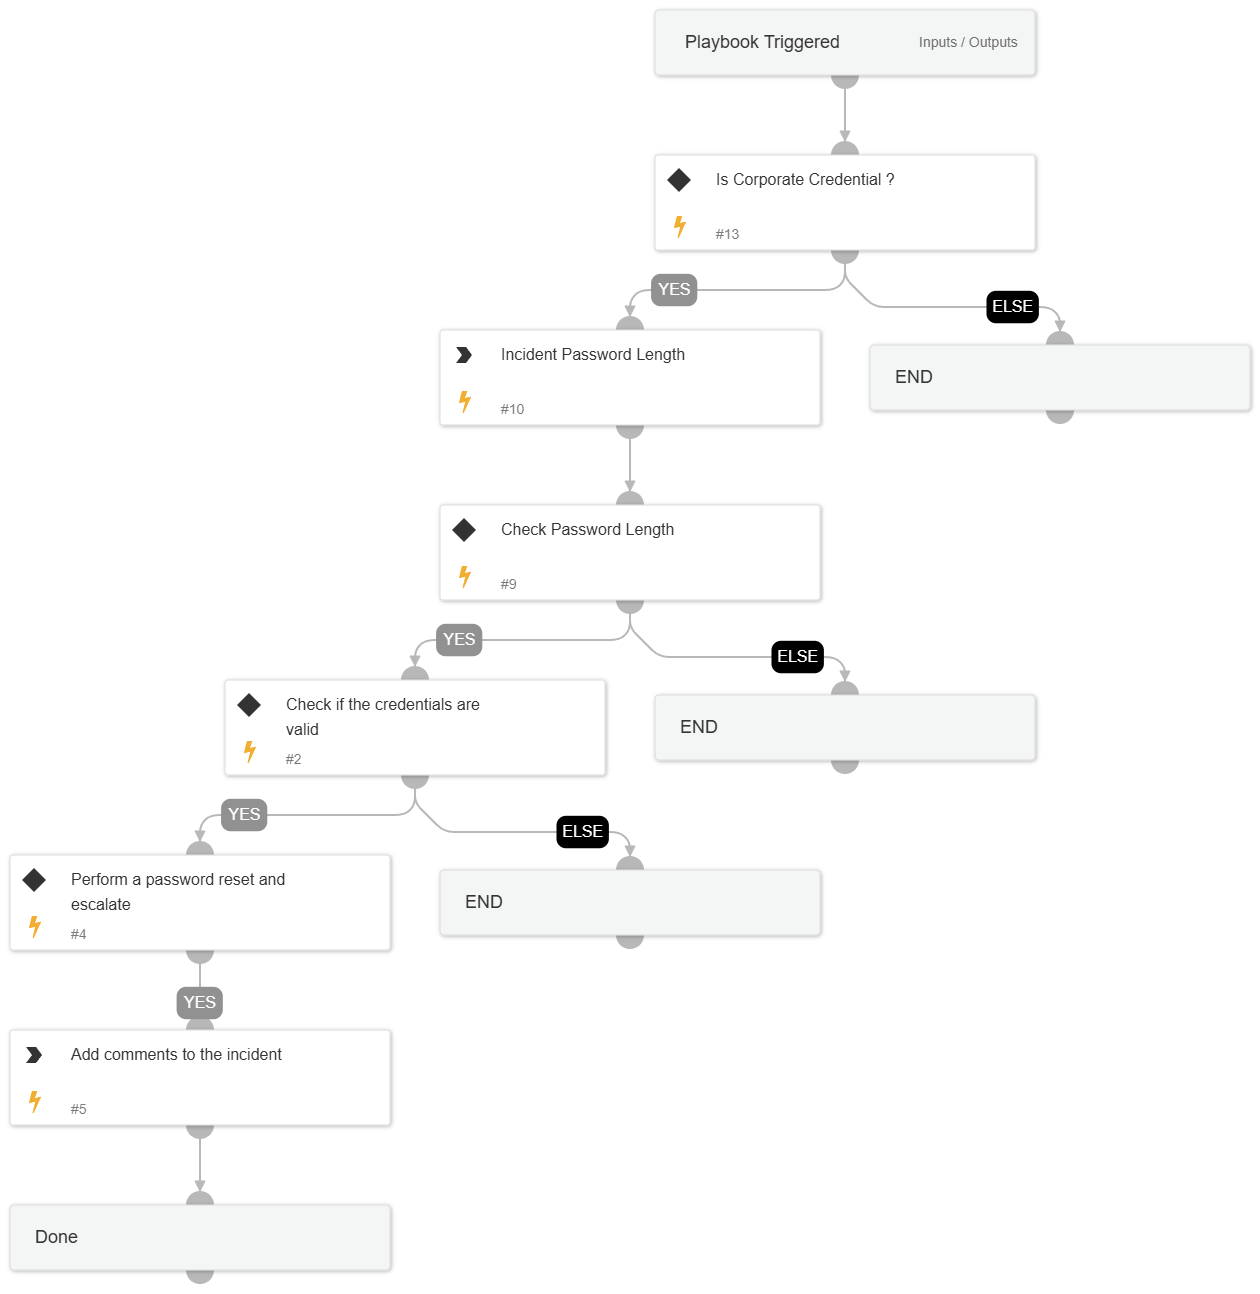 Playbook Triggered
Inputs / Outputs
Is Corporate Credential ?
#13
YES
ELSE
Incident Password Length
#10
END
Check Password Length
#9
YES
ELSE
Check if the credentials are
valid
#2
END
YES
ELSE
Perform a password reset and
escalate
#4
END
YES
Add comments to the incident
#5
Done